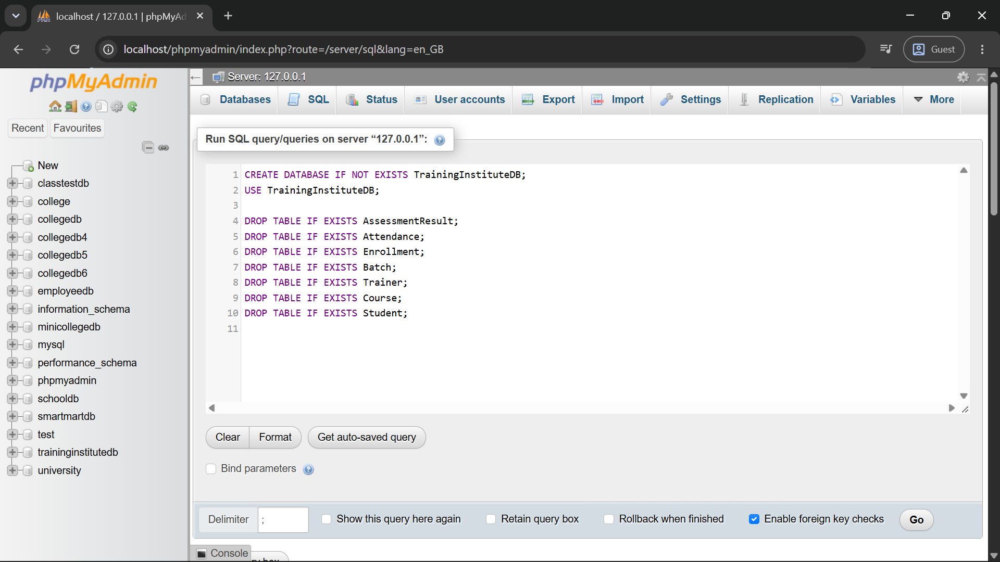 localhost / 127.0.0.1 | phpMyAd
localhost/phpmyadmin/index.php?route=/server/sql&lang=en_GB
Guest
phpMyAdmin
Recent
Favourites
New
classtestdb
college
collegedb
collegedb4
collegedb5
collegedb6
employeedb
information_schema
minicollegedb
mysql
performance_schema
phpmyadmin
schooldb
smartmartdb
test
traininginstitutedb
university
Server: 127.0.0.1
Databases
SQL
Status
User accounts
Export
Import
Settings
Replication
Variables
More
Run SQL query/queries on server “127.0.0.1”:
1 CREATE DATABASE IF NOT EXISTS TrainingInstituteDB;
2 USE TrainingInstituteDB;
3
4 DROP TABLE IF EXISTS AssessmentResult;
5 DROP TABLE IF EXISTS Attendance;
6 DROP TABLE IF EXISTS Enrollment;
7 DROP TABLE IF EXISTS Batch;
8 DROP TABLE IF EXISTS Trainer;
9 DROP TABLE IF EXISTS Course;
10 DROP TABLE IF EXISTS Student;
11
Clear
Format
Get auto-saved query
Bind parameters
Delimiter ;
Show this query here again
Retain query box
Rollback when finished
Enable foreign key checks
Go
Console